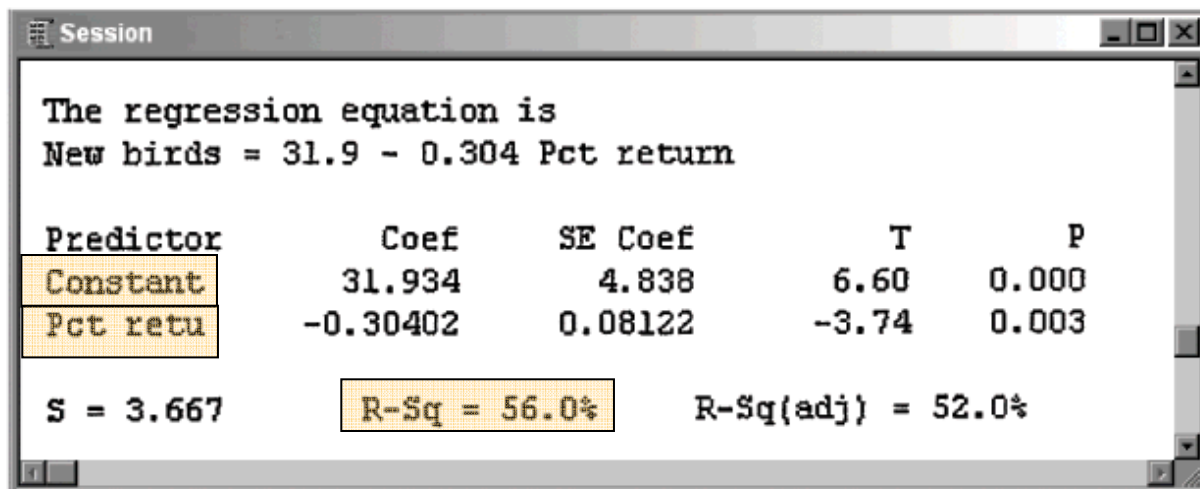 Session
The regression equation is
New birds = 31.9 - 0.304 Pct return
Predictor Coef SE Coef T P
Constant 31.934 4.838 6.60 0.000
Pct retu -0.30402 0.08122 -3.74 0.003
S = 3.667 R-Sq = 56.0% R-Sq(adj) = 52.0%